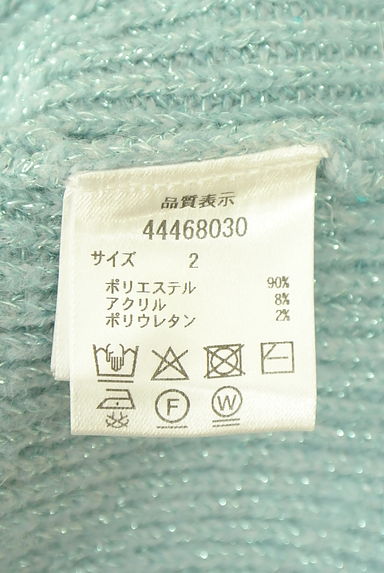 品質表示
44468030
サイズ 2
ポリエステル 90%
アクリル 8%
ポリウレタン 2%
F W